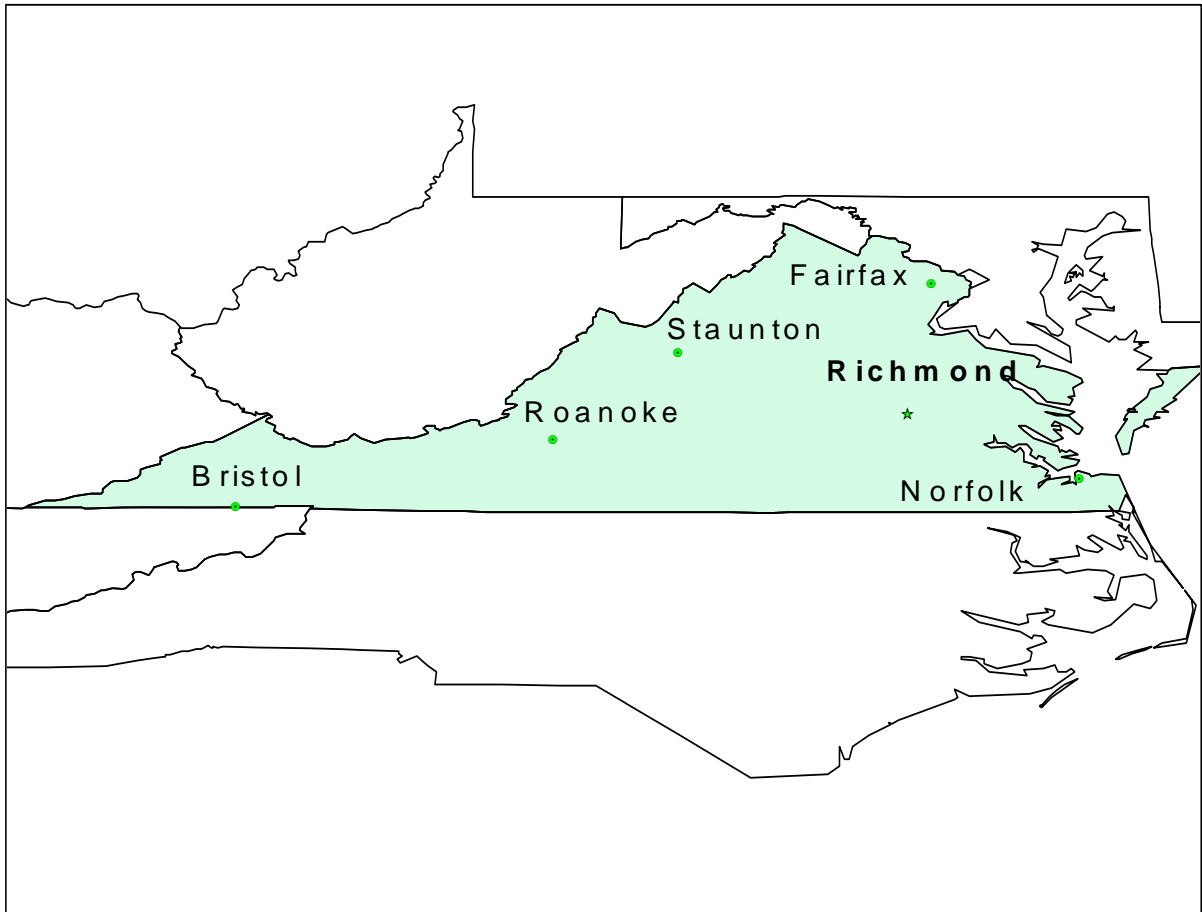 Fairfax
Staunton
Richmond
Roanoke
Bristol
Norfolk